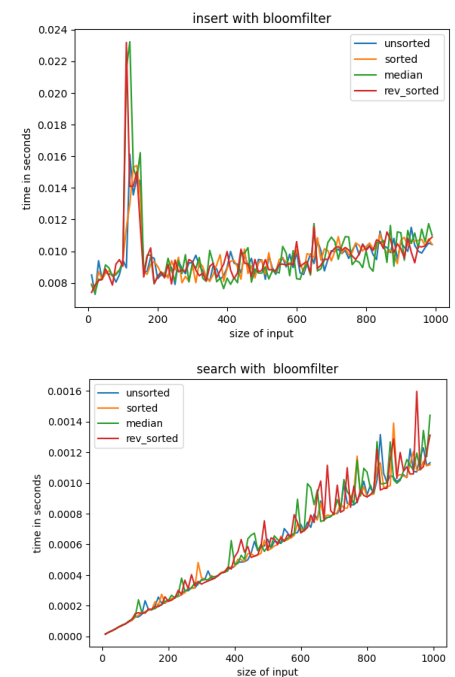 insert with bloomfilter
0.024
0.022
0.020
0.018
0.016
0.014
0.012
0.010
0.008
time in seconds
unsorted
sorted
median
rev_sorted
0 200 400 600 800 1000
size of input
search with  bloomfilter
0.0016
0.0014
0.0012
0.0010
0.0008
0.0006
0.0004
0.0002
0.0000
time in seconds
unsorted
sorted
median
rev_sorted
0 200 400 600 800 1000
size of input